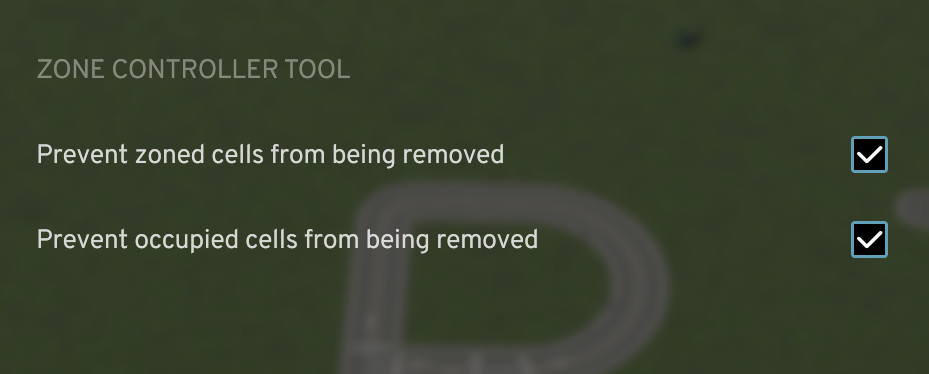 ZONE CONTROLLER TOOL
Prevent zoned cells from being removed
Prevent occupied cells from being removed